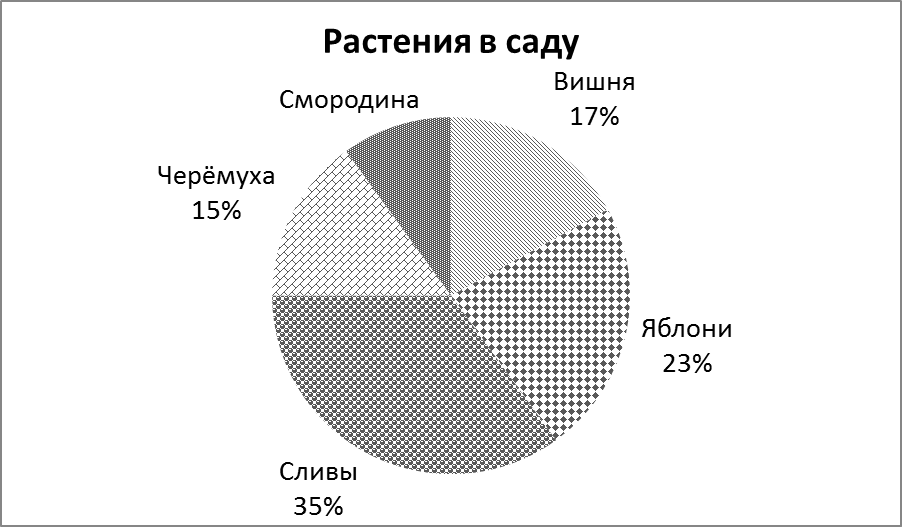 Растения в саду
Вишня
17%
Яблони
23%
Сливы
35%
Черёмуха
15%
Смородина